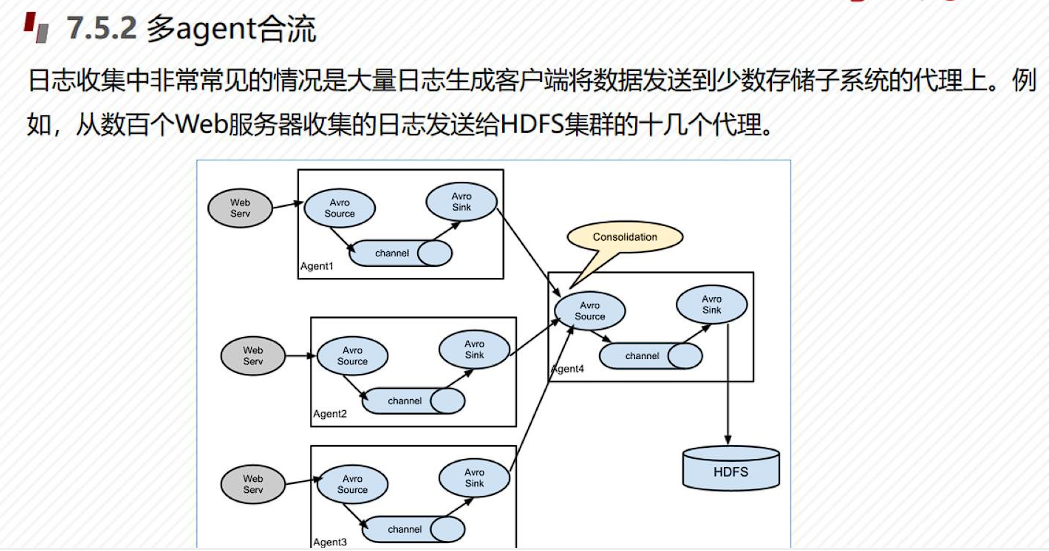 7.5.2 多agent合流
日志收集中非常常见的情况是大量日志生成客户端将数据发送到少数存储子系统的代理上。例
如，从数百个Web服务器收集的日志发送给HDFS集群的十几个代理。
Web
Serv
Avro
Source
Avro
Sink
channel
Agent1
Consolidation
Web
Serv
Avro
Source
Avro
Sink
channel
Agent2
Avro
Source
Avro
Sink
channel
Agent4
Web
Serv
Avro
Source
Avro
Sink
channel
Agent3
HDFS